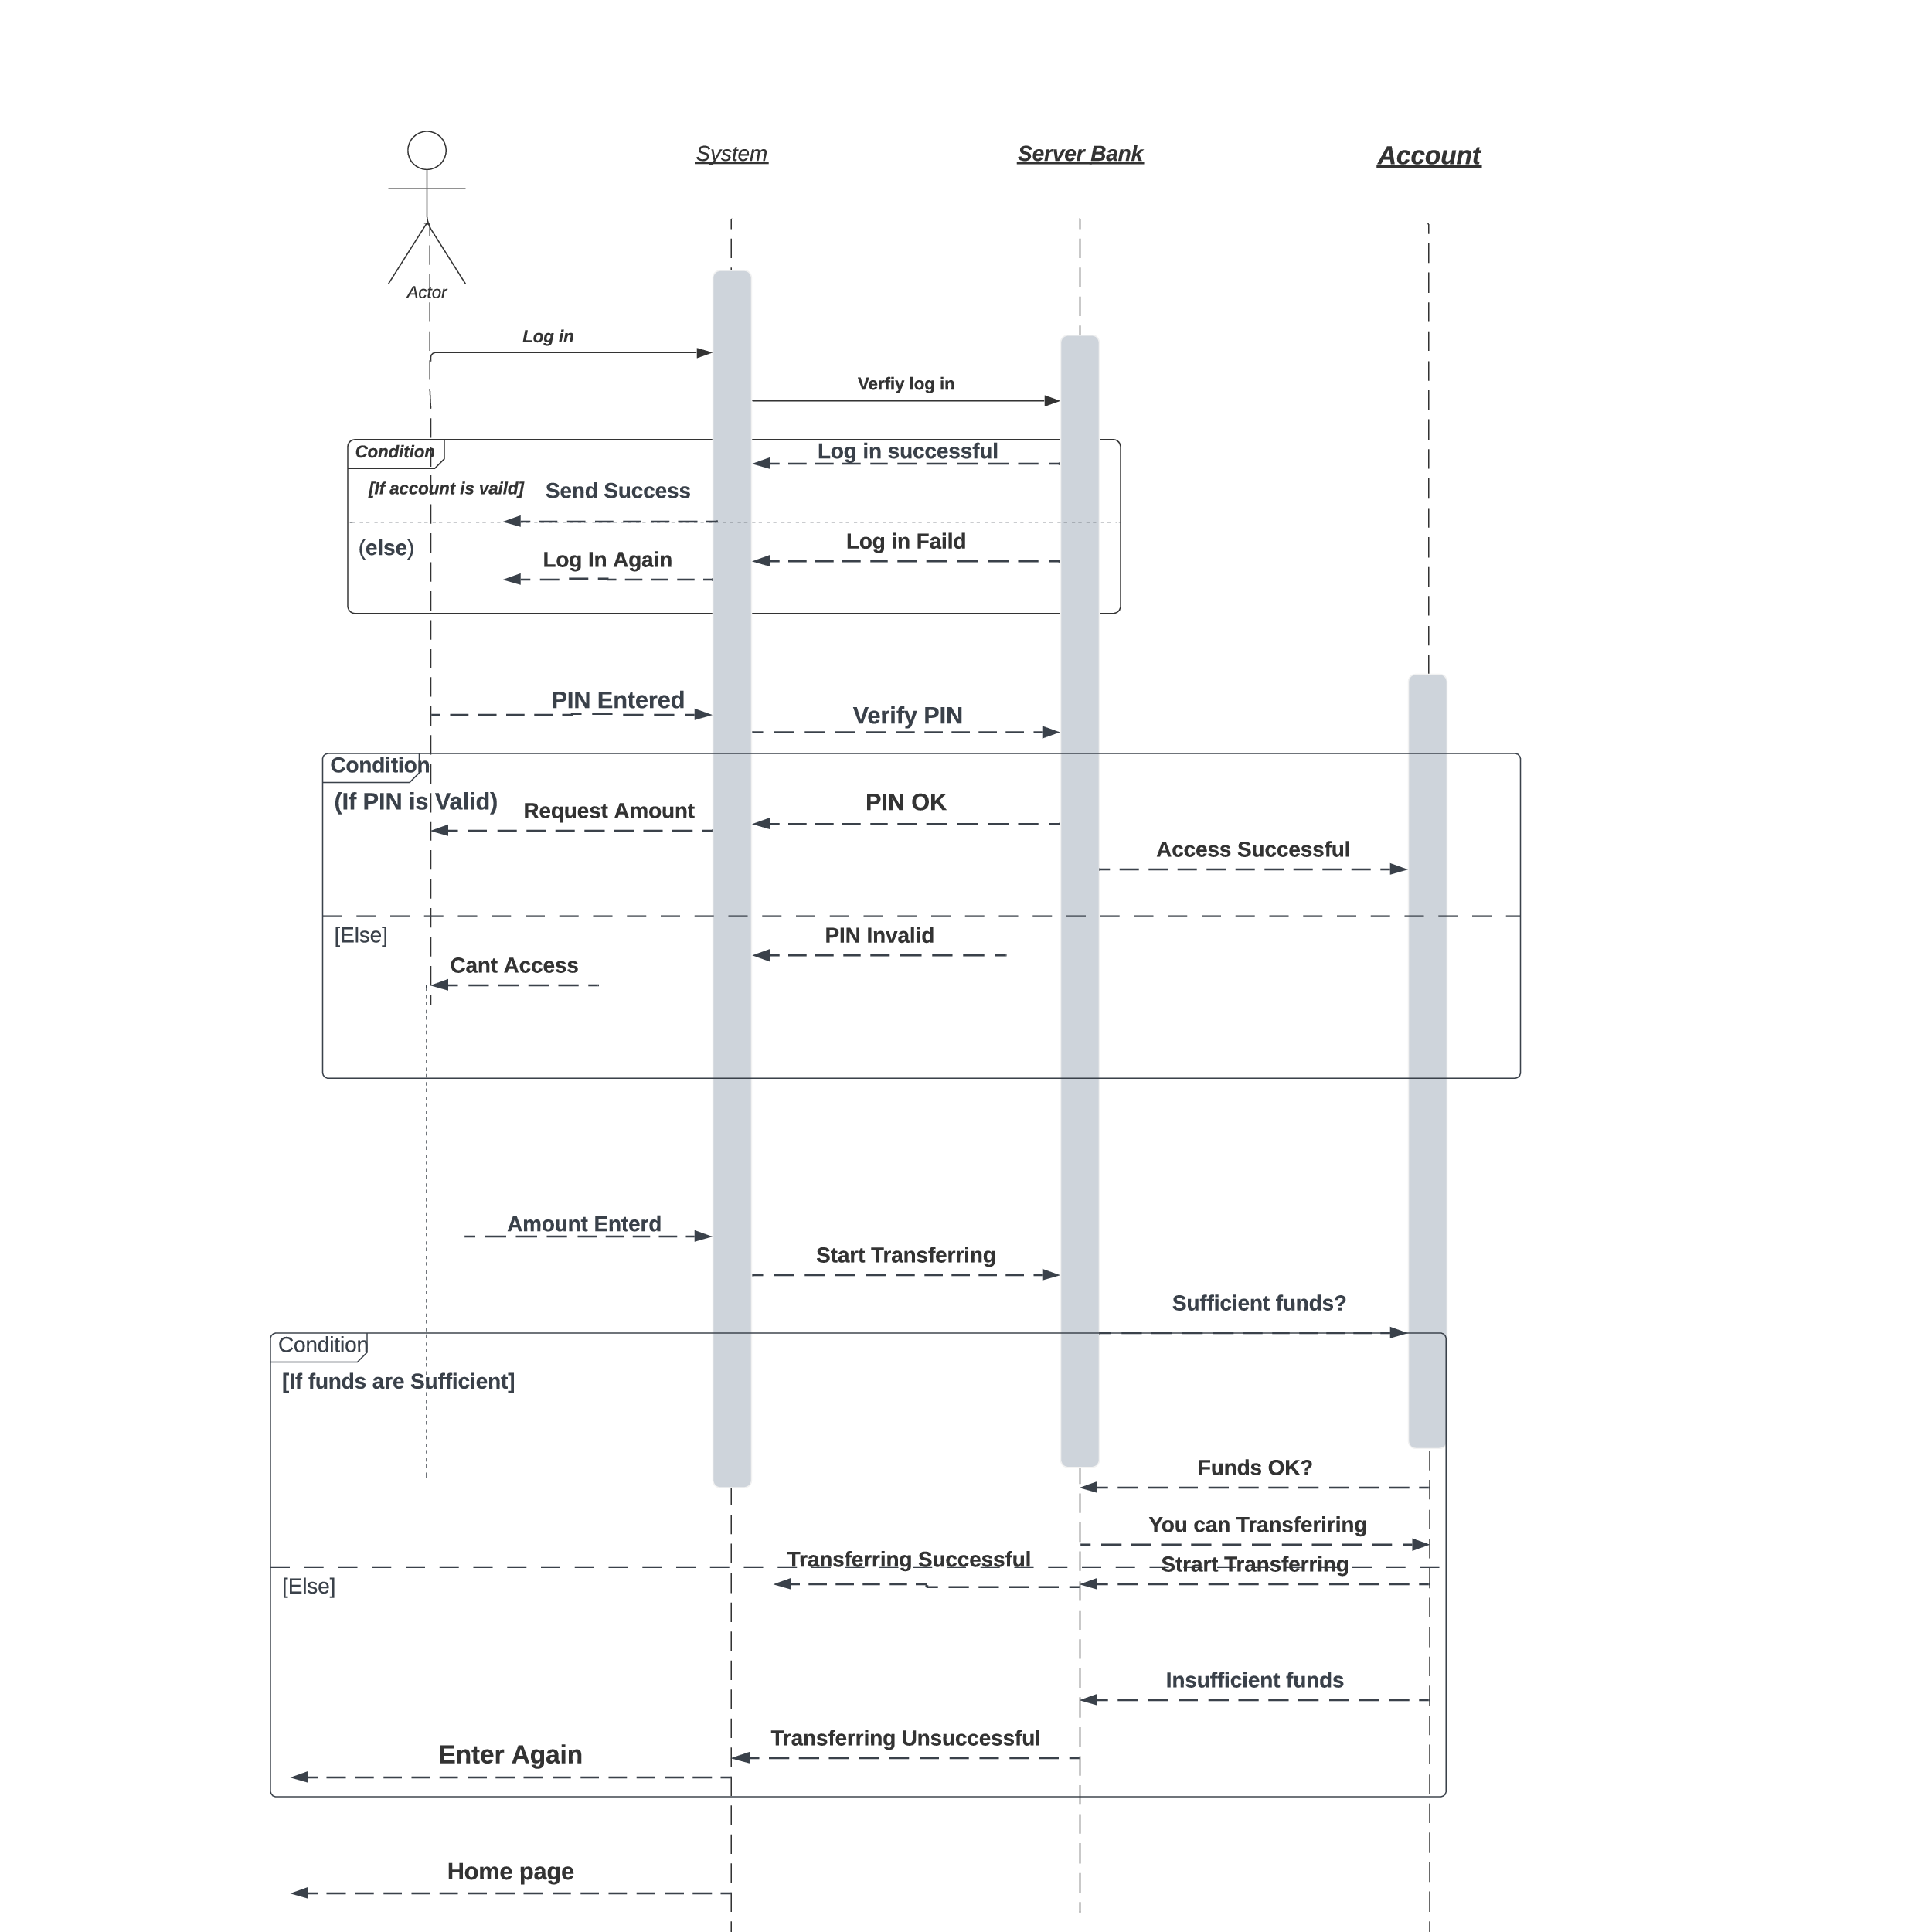 System
Server Bank
Account
Actor
Log in
Verfiy log in
Condition
Log in successful
[If account is vaild]
Send Success
(else)
Log in Faild
Log In Again
PIN Entered
Verify PIN
Condition
(If PIN is Valid)
Request Amount
PIN OK
Access Successful
[Else]
PIN Invalid
Cant Access
Amount Enterd
Start Transferring
Sufficient funds?
Condition
[If funds are Sufficient]
Funds OK?
You can Transferiring
Transferring Successful
Strart Transferring
[Else]
Insufficient funds
Transferring Unsuccessful
Enter Again
Home page